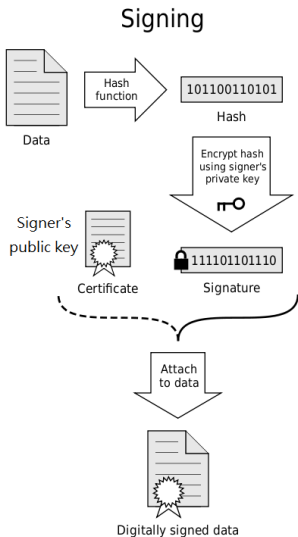 Signing
Hash
function
101100110101
Data
Hash
Encrypt hash
using signer's
private key
Signer's
public key
111101101110
Certificate
Signature
Attach
to data
Digitally signed data